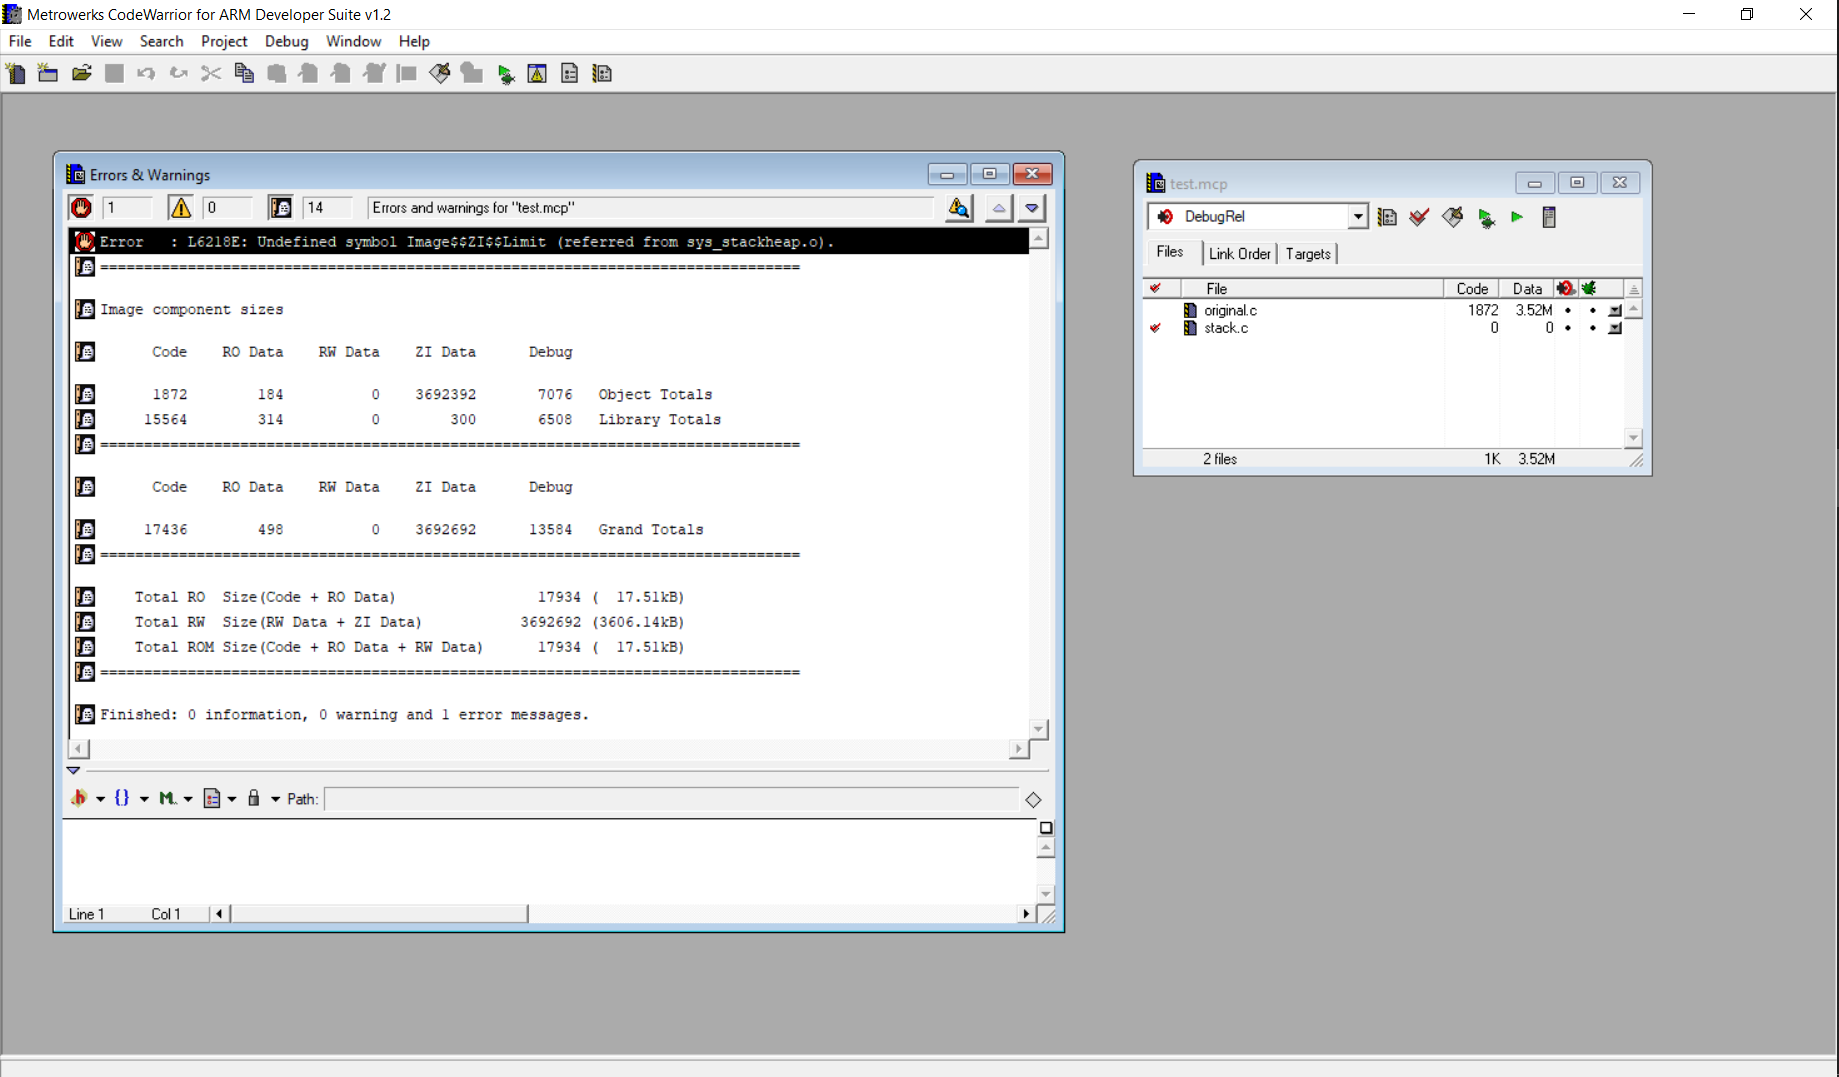 Metrowerks CodeWarrior for ARM Developer Suite v1.2
File Edit View Search Project Debug Window Help
Errors & Warnings
1 0 14 Errors and warnings for "test.mcp"
Error : L6218E: Undefined symbol Image$$ZI$$Limit (referred from sys_stackheap.o).
================================================================================
Image component sizes
Code RO Data RW Data ZI Data Debug
1872 184 0 3692392 7076 Object Totals
15564 314 0 300 6508 Library Totals
================================================================================
Code RO Data RW Data ZI Data Debug
17436 498 0 3692692 13584 Grand Totals
================================================================================
Total RO Size(Code + RO Data) 17934 ( 17.51kB)
Total RW Size(RW Data + ZI Data) 3692692 (3606.14kB)
Total ROM Size(Code + RO Data + RW Data) 17934 ( 17.51kB)
================================================================================
Finished: 0 information, 0 warning and 1 error messages.
Path:
Line 1 Col 1
test.mcp
DebugRel
Files Link Order Targets
File Code Data
original.c 1872 3.52M
stack.c 0 0
2 files 1K 3.52M